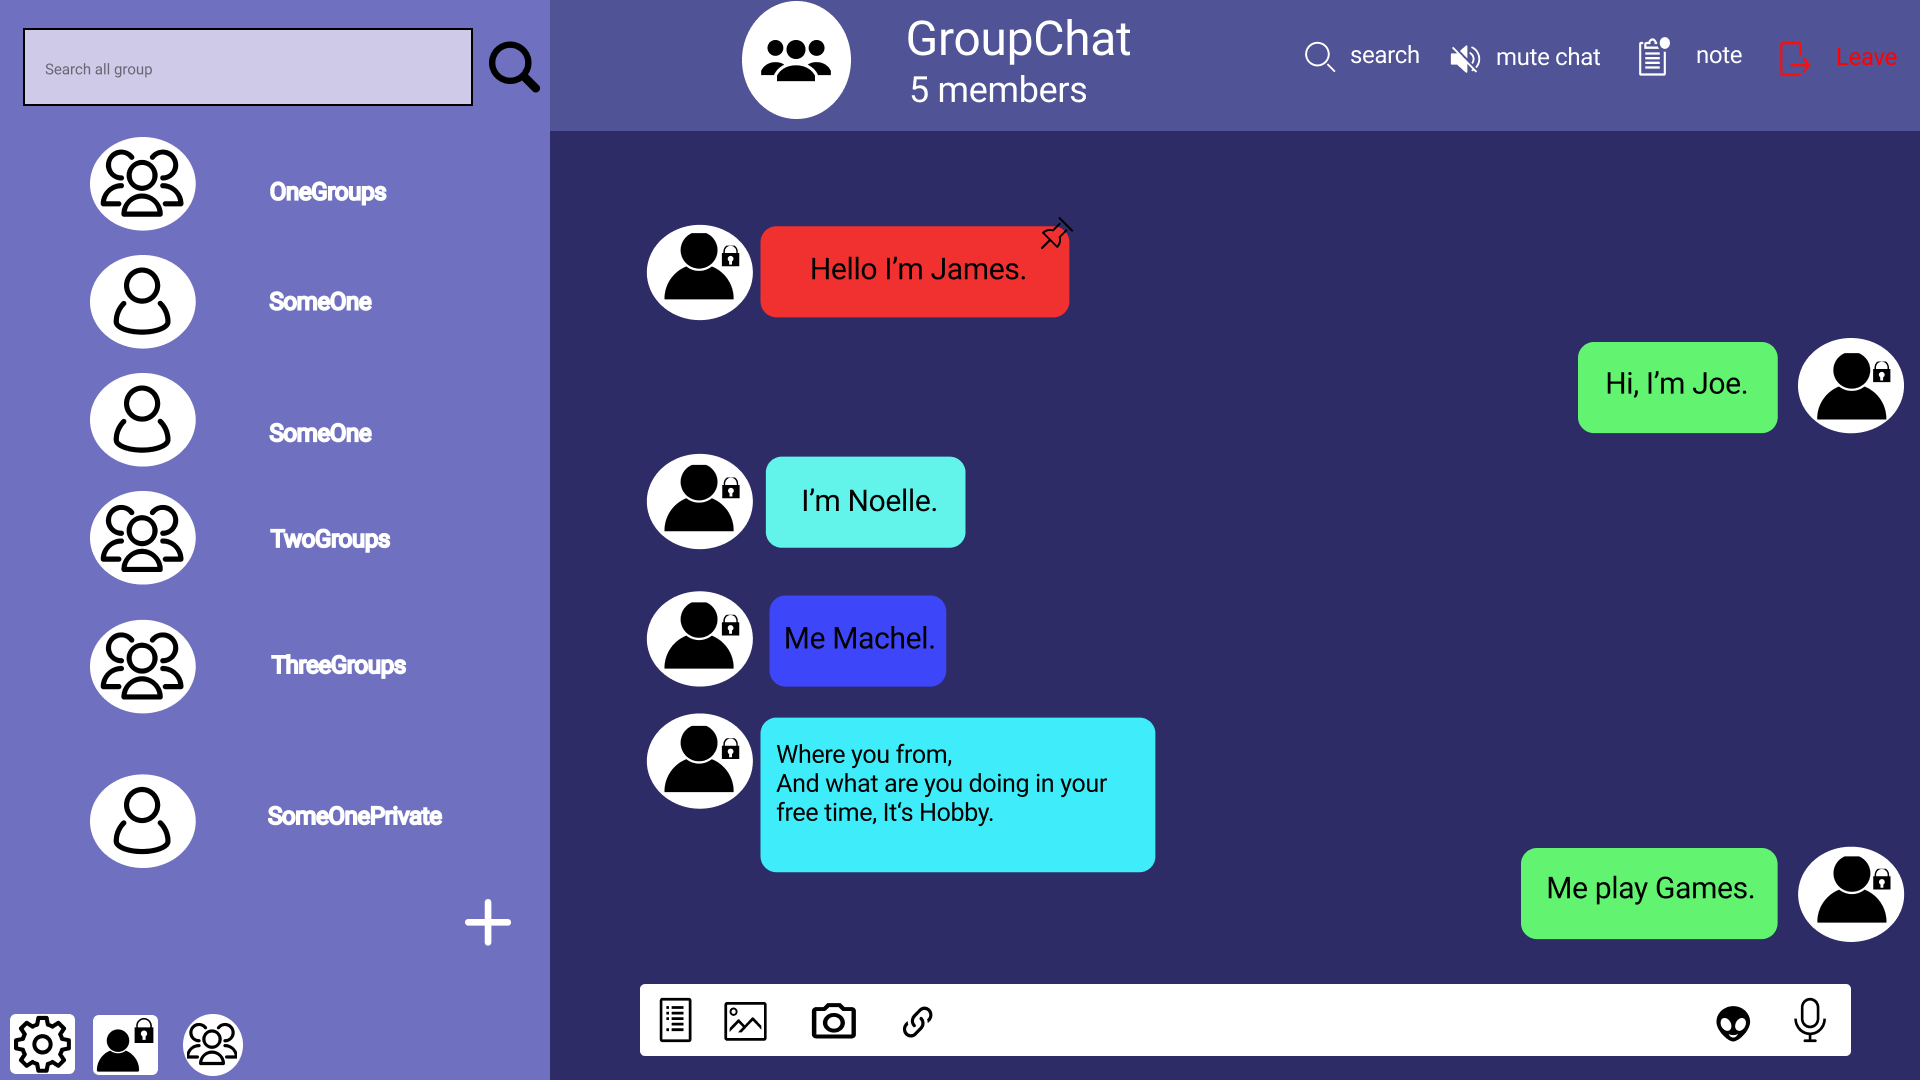 Search all group
OneGroups
SomeOne
SomeOne
TwoGroups
ThreeGroups
SomeOnePrivate
GroupChat
5 members
search
mute chat
note
Leave
Hello I’m James.
Hi, I’m Joe.
I’m Noelle.
Me Machel.
Where you from,
And what are you doing in your
free time, It‘s Hobby.
Me play Games.